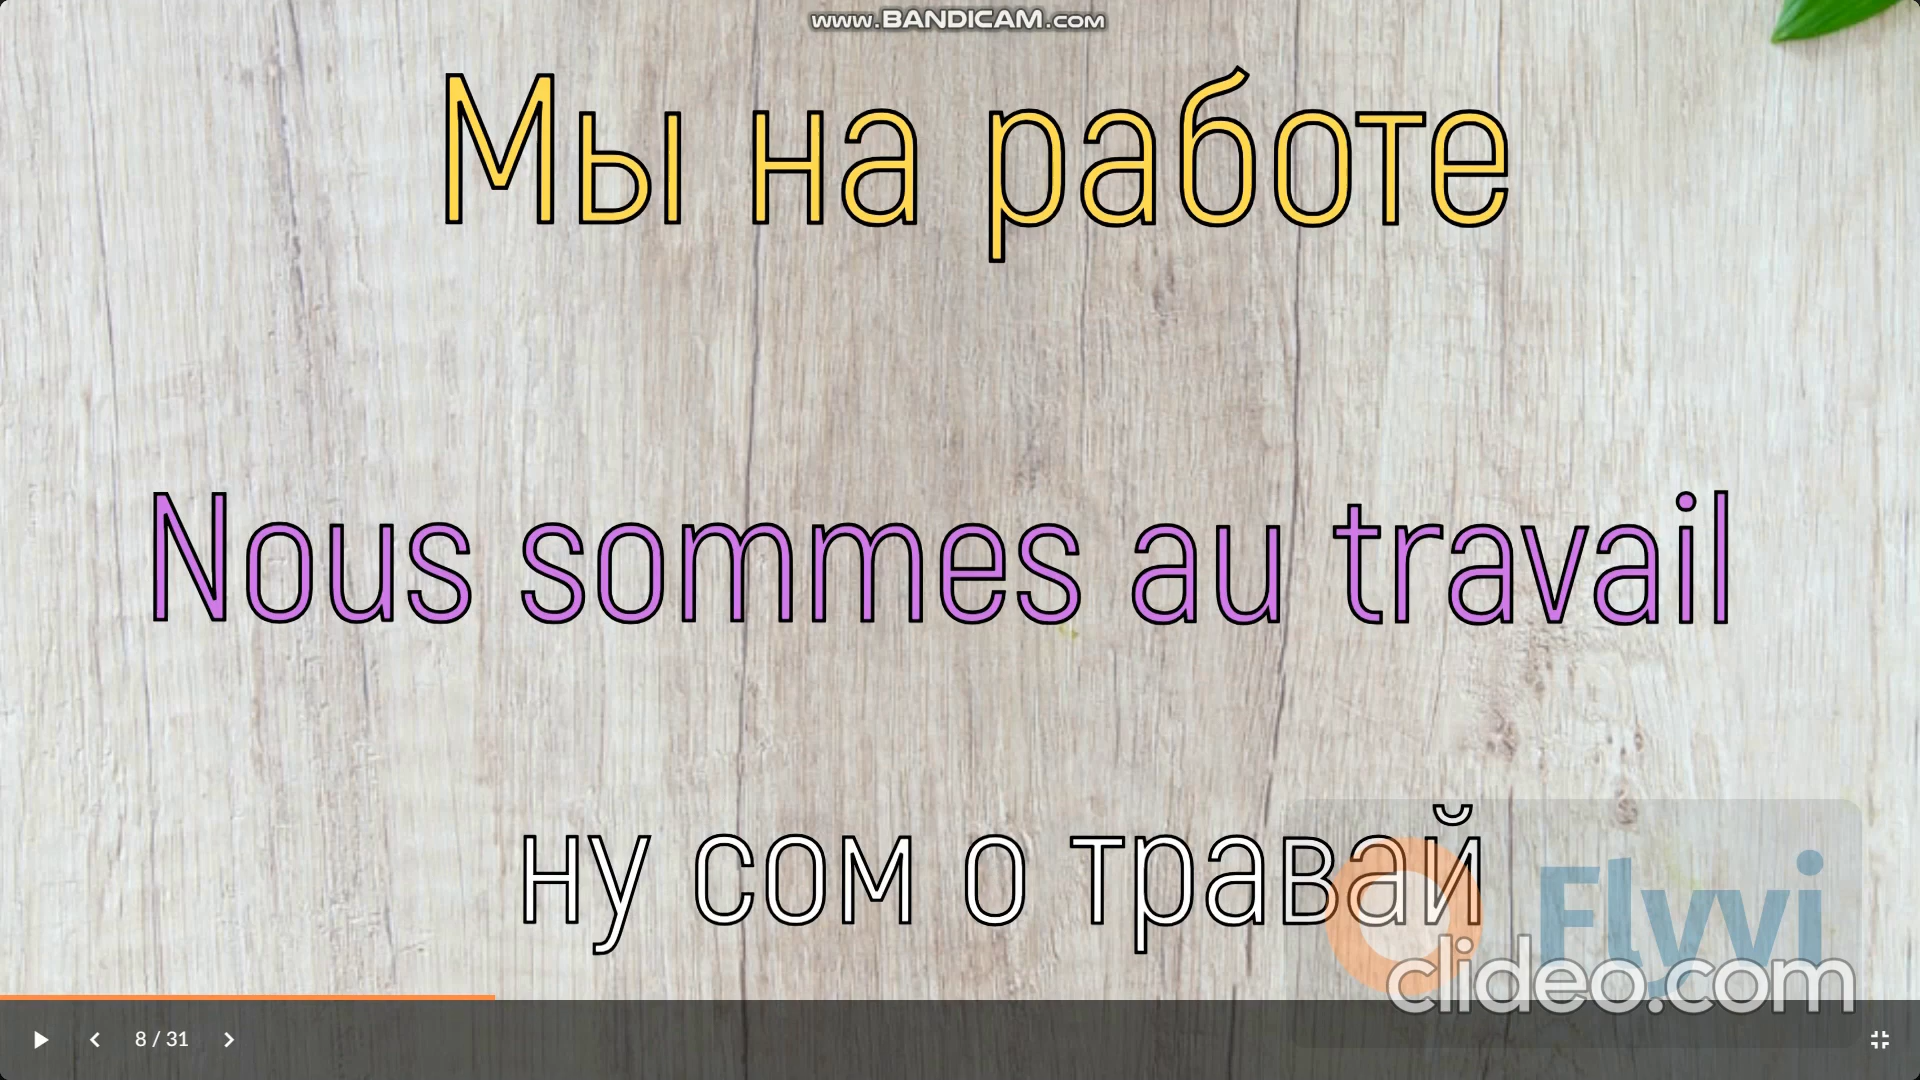 www.BANDICAM.com
Мы на работе
Nous sommes au travail
ну сом о травай
Flyvi
clideo.com
8 / 31